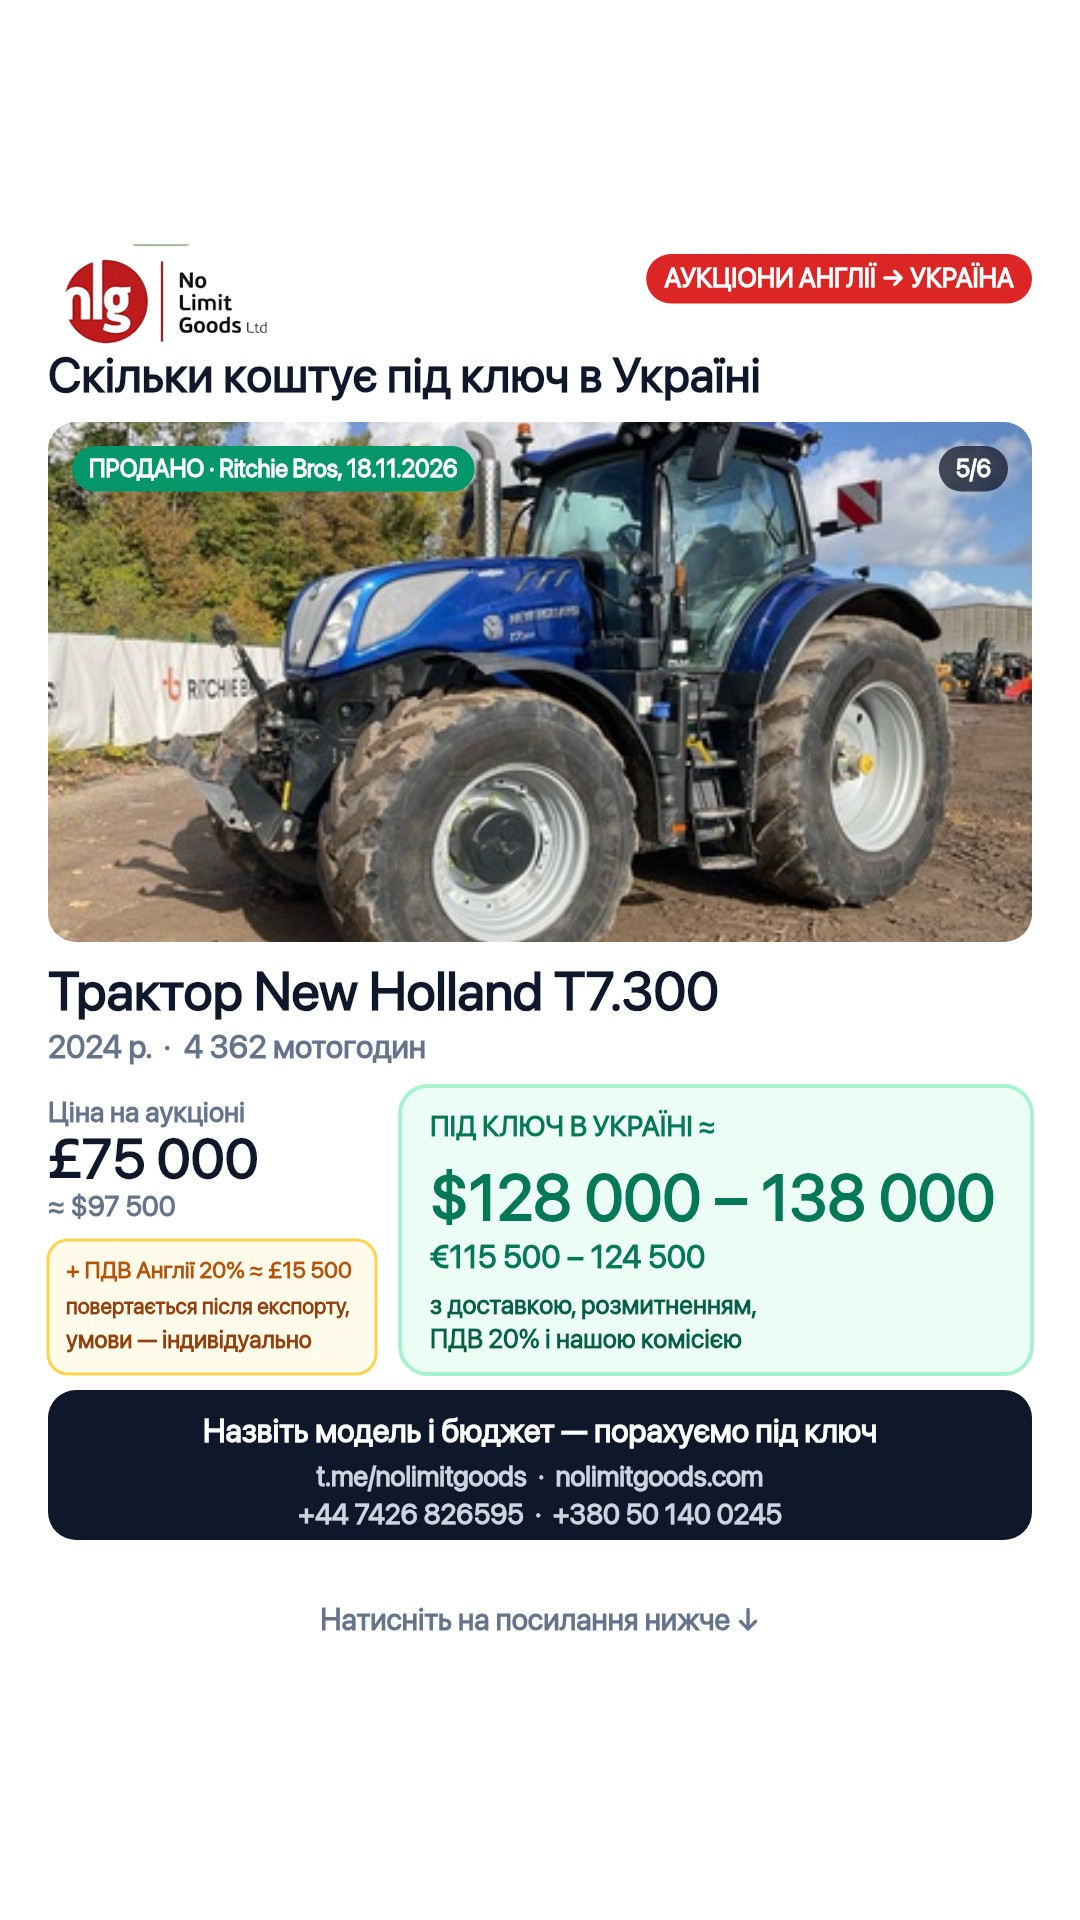 nlg
No
Limit
Goods Ltd
АУКЦІОНИ АНГЛІЇ → УКРАЇНА
Скільки коштує під ключ в Україні
ПРОДАНО · Ritchie Bros, 18.11.2026
5/6
NEW HOLLAND
RITCHIE B
Трактор New Holland T7.300
2024 р. · 4 362 мотогодин
Ціна на аукціоні
£75 000
≈ $97 500
+ ПДВ Англії 20% ≈ £15 500
повертається після експорту,
умови — індивідуально
ПІД КЛЮЧ В УКРАЇНІ ≈
$128 000 – 138 000
€115 500 – 124 500
з доставкою, розмитненням,
ПДВ 20% і нашою комісією
Назвіть модель і бюджет — порахуємо під ключ
t.me/nolimitgoods · nolimitgoods.com
+44 7426 826595 · +380 50 140 0245
Натисніть на посилання нижче ↓